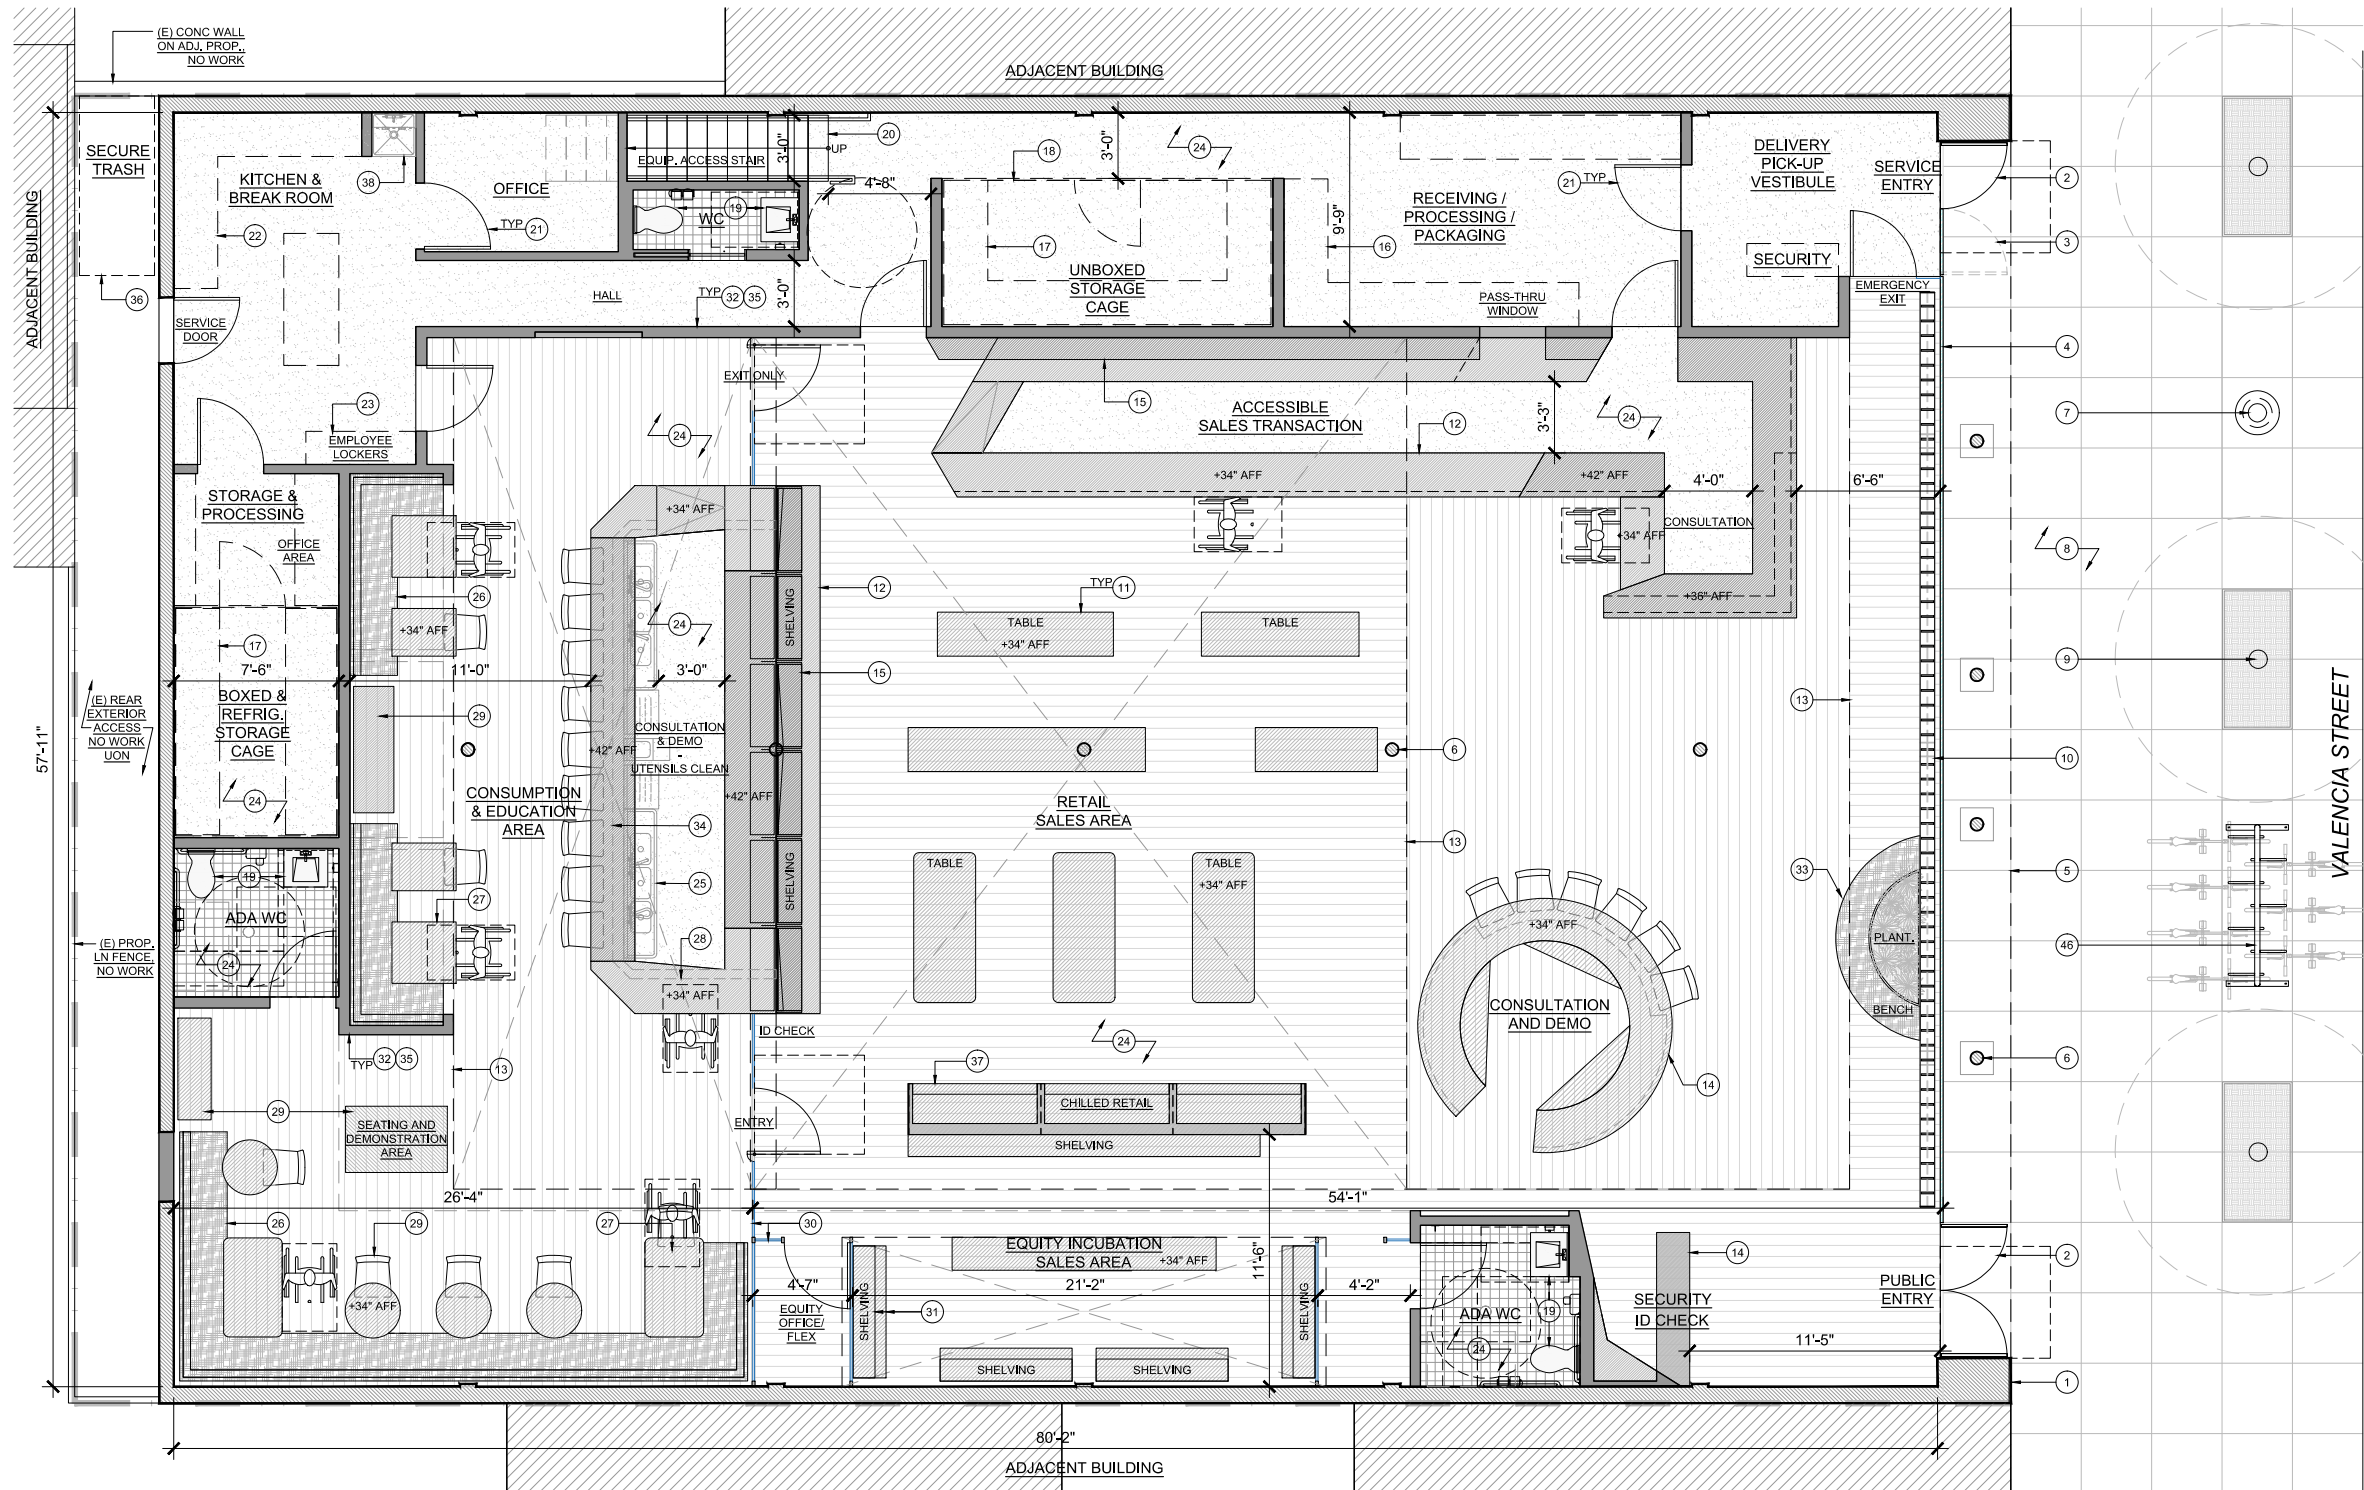 (E) CONC WALL
ON ADJ. PROP.,
NO WORK
ADJACENT BUILDING
SECURE
TRASH
KITCHEN &
BREAK ROOM
38
OFFICE
EQUIP. ACCESS STAIR
3'-0"
UP
20
18
3'-0"
24
DELIVERY
PICK-UP
VESTIBULE
SERVICE
ENTRY
2
4'-8"
21
TYP
RECEIVING /
PROCESSING /
PACKAGING
9'-9"
WC
19
22
TYP
21
17
16
SECURITY
3
ADJACENT BUILDING
36
HALL
TYP
32
35
3'-0"
UNBOXED
STORAGE
CAGE
PASS-THRU
WINDOW
EMERGENCY
EXIT
SERVICE
DOOR
4
EXIT ONLY
15
23
EMPLOYEE
LOCKERS
24
ACCESSIBLE
SALES TRANSACTION
12
3'-3"
24
7
+34" AFF
+42" AFF
4'-0"
6'-6"
STORAGE &
PROCESSING
OFFICE
AREA
+34" AFF
CONSULTATION
+34" AFF
8
26
12
TYP
11
+36" AFF
SHELVING
TABLE
+34" AFF
TABLE
+34" AFF
24
17
7'-6"
11'-0"
3'-0"
15
9
BOXED &
REFRIG.
STORAGE
CAGE
(E) REAR
EXTERIOR
ACCESS
NO WORK
UON
29
13
57'-11"
CONSULTATION
& DEMO
-
UTENSILS CLEAN
+42" AFF
6
10
VALENCIA STREET
24
CONSUMPTION
& EDUCATION
AREA
+42" AFF
34
RETAIL
SALES AREA
13
SHELVING
TABLE
TABLE
+34" AFF
33
5
19
25
27
ADA WC
28
+34" AFF
PLANT.
46
(E) PROP.
LN FENCE,
NO WORK
24
+34" AFF
CONSULTATION
AND DEMO
BENCH
ID CHECK
24
TYP
32
35
13
37
6
14
29
SEATING AND
DEMONSTRATION
AREA
ENTRY
CHILLED RETAIL
SHELVING
26'-4"
54'-1"
26
29
27
30
EQUITY INCUBATION
SALES AREA
+34" AFF
11'-6"
14
2
4'-7"
21'-2"
4'-2"
PUBLIC
ENTRY
+34" AFF
EQUITY
OFFICE/
FLEX
SHELVING
31
SHELVING
ADA WC
19
SECURITY
ID CHECK
11'-5"
24
SHELVING
SHELVING
1
80'-2"
ADJACENT BUILDING